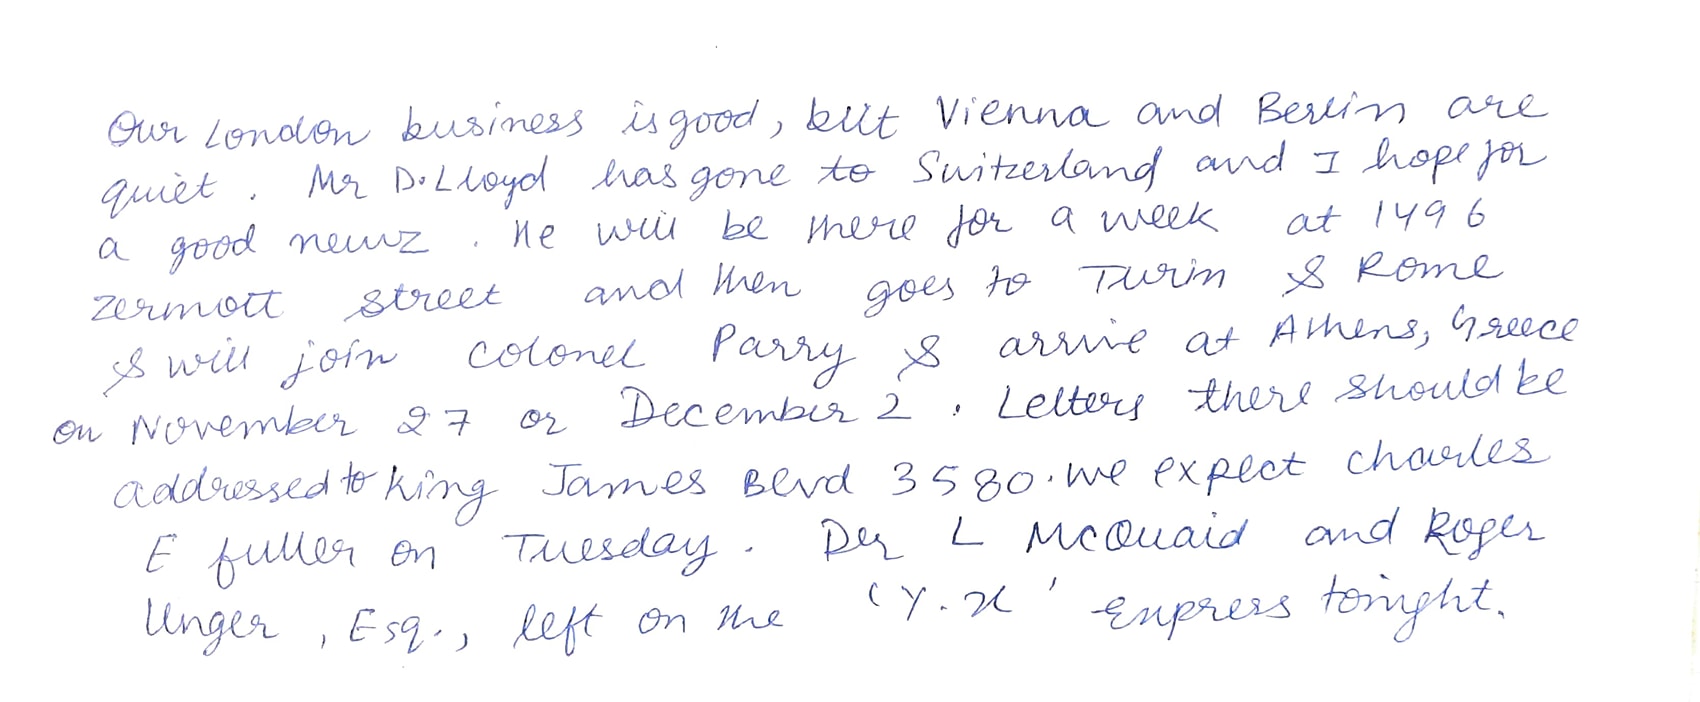 Our London business is good, but Vienna and Berlin are
quiet. Mr D. Lloyd has gone to Switzerland and I hope for
a good newz. He will be there for a week at 1496
zermott street and then goes to Turin & Rome
& will join colonel Parry & arrive at Athens, Greece
on November 27 or December 2. Letters there should be
addressed to king James Blvd 3580. we expect charles
E fuller on Tuesday. Der L McQuaid and Roger
Unger, Esq., left on the 'Y.X' Express tonight.